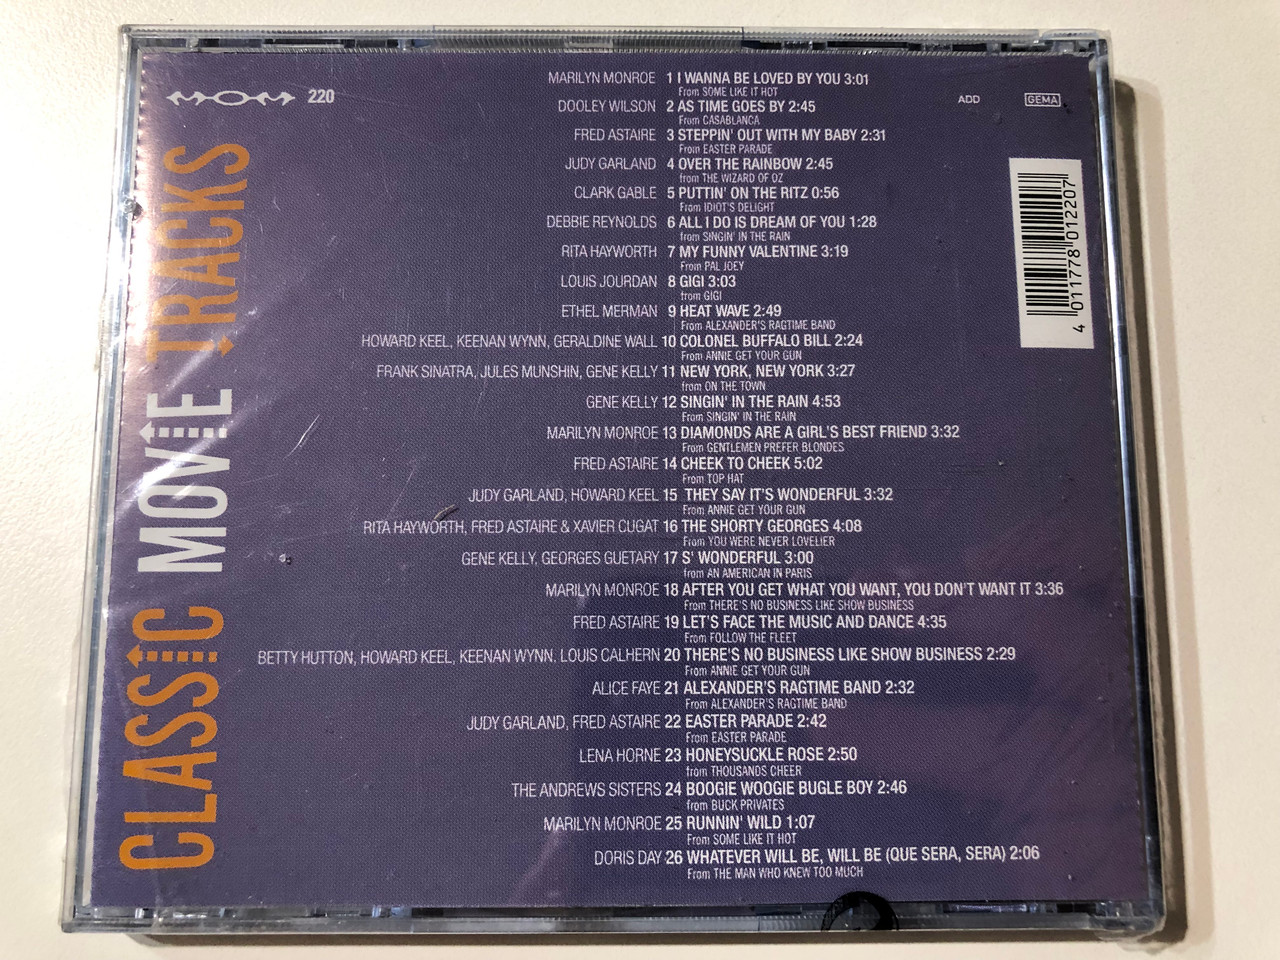 MOM 220
ADD GEMA
4 011778 012207
CLASSIC MOVIE TRACKS
MARILYN MONROE 1 I WANNA BE LOVED BY YOU 3:01
From SOME LIKE IT HOT
DOOLEY WILSON 2 AS TIME GOES BY 2:45
From CASABLANCA
FRED ASTAIRE 3 STEPPIN' OUT WITH MY BABY 2:31
From EASTER PARADE
JUDY GARLAND 4 OVER THE RAINBOW 2:45
from THE WIZARD OF OZ
CLARK GABLE 5 PUTTIN' ON THE RITZ 0:56
From IDIOT'S DELIGHT
DEBBIE REYNOLDS 6 ALL I DO IS DREAM OF YOU 1:28
from SINGIN' IN THE RAIN
RITA HAYWORTH 7 MY FUNNY VALENTINE 3:19
From PAL JOEY
LOUIS JOURDAN 8 GIGI 3:03
from GIGI
ETHEL MERMAN 9 HEAT WAVE 2:49
From ALEXANDER'S RAGTIME BAND
HOWARD KEEL, KEENAN WYNN, GERALDINE WALL 10 COLONEL BUFFALO BILL 2:24
From ANNIE GET YOUR GUN
FRANK SINATRA, JULES MUNSHIN, GENE KELLY 11 NEW YORK, NEW YORK 3:27
from ON THE TOWN
GENE KELLY 12 SINGIN' IN THE RAIN 4:53
From SINGIN' IN THE RAIN
MARILYN MONROE 13 DIAMONDS ARE A GIRL'S BEST FRIEND 3:32
From GENTLEMEN PREFER BLONDES
FRED ASTAIRE 14 CHEEK TO CHEEK 5:02
From TOP HAT
JUDY GARLAND, HOWARD KEEL 15 THEY SAY IT'S WONDERFUL 3:32
From ANNIE GET YOUR GUN
RITA HAYWORTH, FRED ASTAIRE & XAVIER CUGAT 16 THE SHORTY GEORGES 4:08
From YOU WERE NEVER LOVELIER
GENE KELLY, GEORGES GUETARY 17 S' WONDERFUL 3:00
from AN AMERICAN IN PARIS
MARILYN MONROE 18 AFTER YOU GET WHAT YOU WANT, YOU DON'T WANT IT 3:36
From THERE'S NO BUSINESS LIKE SHOW BUSINESS
FRED ASTAIRE 19 LET'S FACE THE MUSIC AND DANCE 4:35
From FOLLOW THE FLEET
BETTY HUTTON, HOWARD KEEL, KEENAN WYNN, LOUIS CALHERN 20 THERE'S NO BUSINESS LIKE SHOW BUSINESS 2:29
From ANNIE GET YOUR GUN
ALICE FAYE 21 ALEXANDER'S RAGTIME BAND 2:32
From ALEXANDER'S RAGTIME BAND
JUDY GARLAND, FRED ASTAIRE 22 EASTER PARADE 2:42
From EASTER PARADE
LENA HORNE 23 HONEYSUCKLE ROSE 2:50
from THOUSANDS CHEER
THE ANDREWS SISTERS 24 BOOGIE WOOGIE BUGLE BOY 2:46
from BUCK PRIVATES
MARILYN MONROE 25 RUNNIN' WILD 1:07
From SOME LIKE IT HOT
DORIS DAY 26 WHATEVER WILL BE, WILL BE (QUE SERA, SERA) 2:06
From THE MAN WHO KNEW TOO MUCH